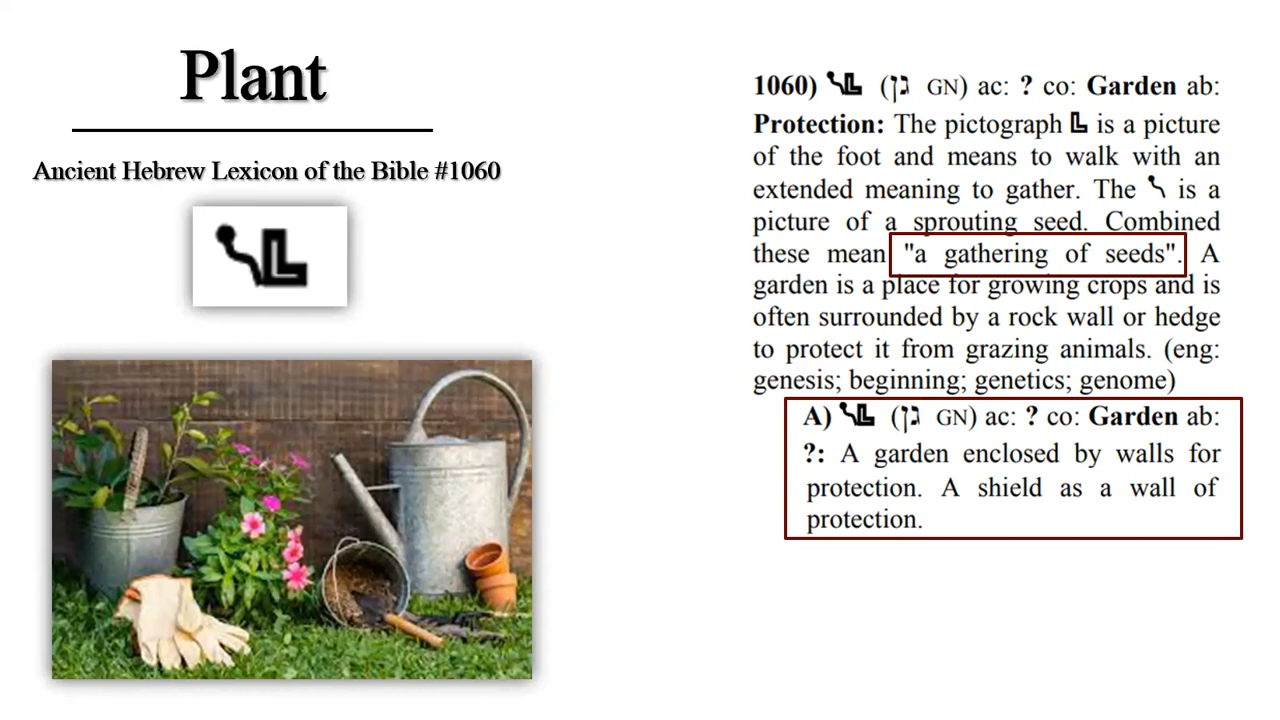 Plant
Ancient Hebrew Lexicon of the Bible #1060
1060) (גן GN) ac: ? co: Garden ab:
Protection: The pictograph is a picture
of the foot and means to walk with an
extended meaning to gather. The is a
picture of a sprouting seed. Combined
these mean "a gathering of seeds". A
garden is a place for growing crops and is
often surrounded by a rock wall or hedge
to protect it from grazing animals. (eng:
genesis; beginning; genetics; genome)
A) (גן GN) ac: ? co: Garden ab:
?: A garden enclosed by walls for
protection. A shield as a wall of
protection.